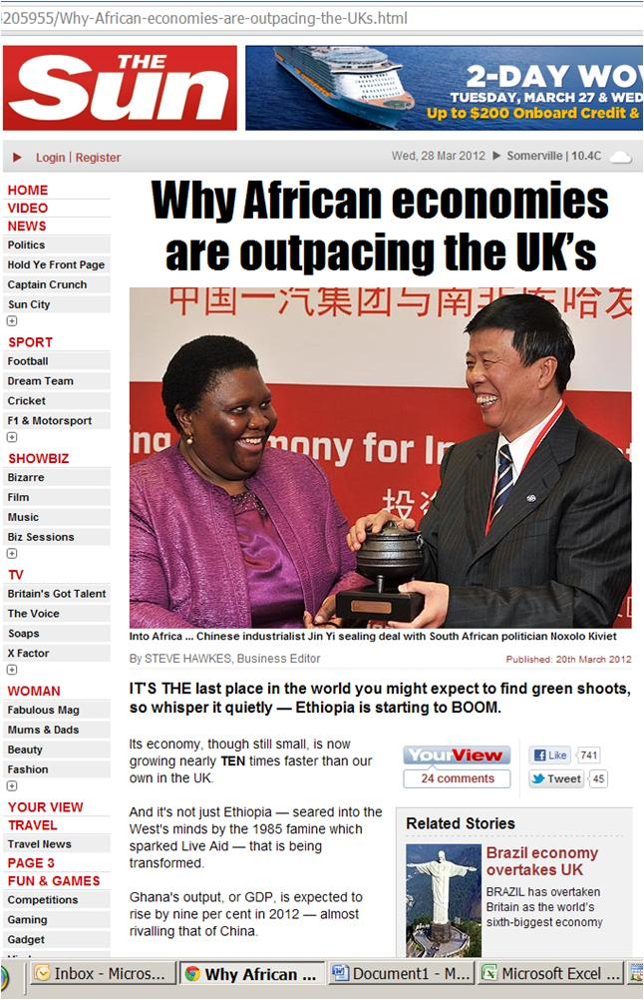 205955/Why-African-economies-are-outpacing-the-UKs.html
THE
Sun
2-DAY WO
TUESDAY, MARCH 27 & WED
Up to $200 Onboard Credit &
Login | Register
Wed, 28 Mar 2012 ▶ Somerville | 10.4C
HOME
VIDEO
NEWS
Politics
Hold Ye Front Page
Captain Crunch
Sun City
SPORT
Football
Dream Team
Cricket
F1 & Motorsport
SHOWBIZ
Bizarre
Film
Music
Biz Sessions
TV
Britain's Got Talent
The Voice
Soaps
X Factor
WOMAN
Fabulous Mag
Mums & Dads
Beauty
Fashion
YOUR VIEW
TRAVEL
Travel News
PAGE 3
FUN & GAMES
Competitions
Gaming
Gadget
Why African economies
are outpacing the UK's
中国一汽集团与南非库哈
ing mony for In
投
Into Africa ... Chinese industrialist Jin Yi sealing deal with South African politician Noxolo Kiviet
By STEVE HAWKES, Business Editor
Published: 20th March 2012
IT'S THE last place in the world you might expect to find green shoots,
so whisper it quietly — Ethiopia is starting to BOOM.
Its economy, though still small, is now
growing nearly TEN times faster than our
own in the UK.
And it's not just Ethiopia — seared into the
West's minds by the 1985 famine which
sparked Live Aid — that is being
transformed.
Ghana's output, or GDP, is expected to
rise by nine per cent in 2012 — almost
rivalling that of China.
YourView
24 comments
Like 741
Tweet 45
Related Stories
Brazil economy
overtakes UK
BRAZIL has overtaken
Britain as the world's
sixth-biggest economy
Inbox - Micros...
Why African ...
Document1 - M...
Microsoft Excel ...